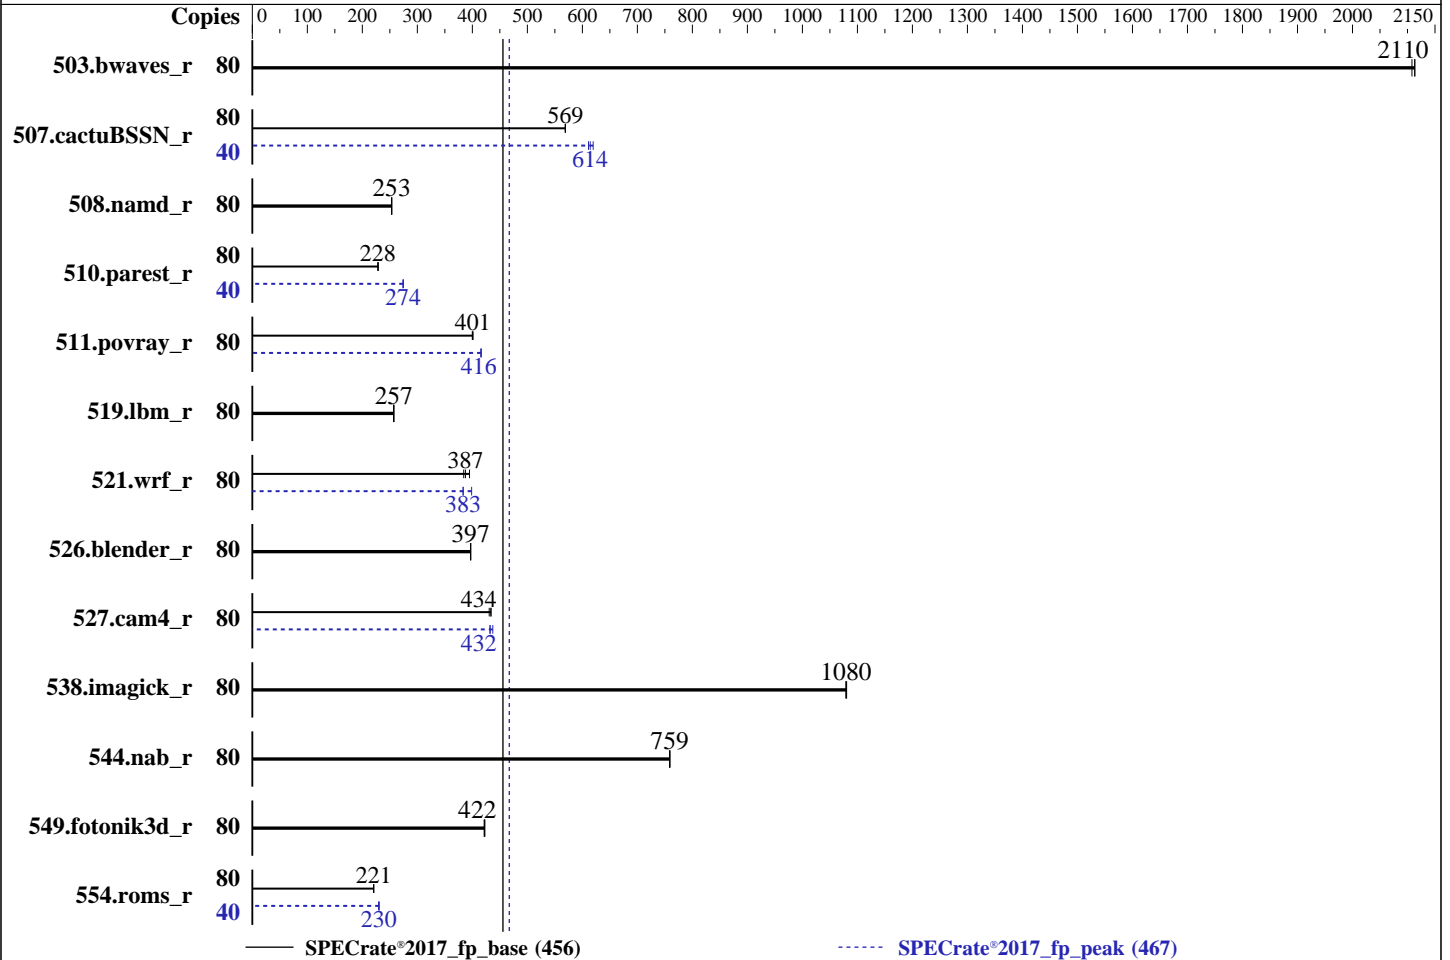 Copies 0 100 200 300 400 500 600 700 800 900 1000 1100 1200 1300 1400 1500 1600 1700 1800 1900 2000 2150
503.bwaves_r 80 2110
507.cactuBSSN_r 80 569
40 614
508.namd_r 80 253
510.parest_r 80 228
40 274
511.povray_r 80 401
416
519.lbm_r 80 257
521.wrf_r 80 387
383
526.blender_r 80 397
527.cam4_r 80 434
432
538.imagick_r 80 1080
544.nab_r 80 759
549.fotonik3d_r 80 422
554.roms_r 80 221
40 230
SPECrate®2017_fp_base (456) SPECrate®2017_fp_peak (467)